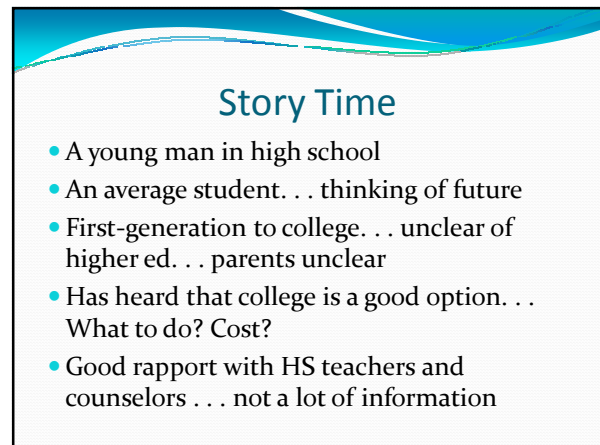 Story Time
• A young man in high school
• An average student. . . thinking of future
• First-generation to college. . . unclear of
higher ed. . . parents unclear
• Has heard that college is a good option. . .
What to do? Cost?
• Good rapport with HS teachers and
counselors . . . not a lot of information